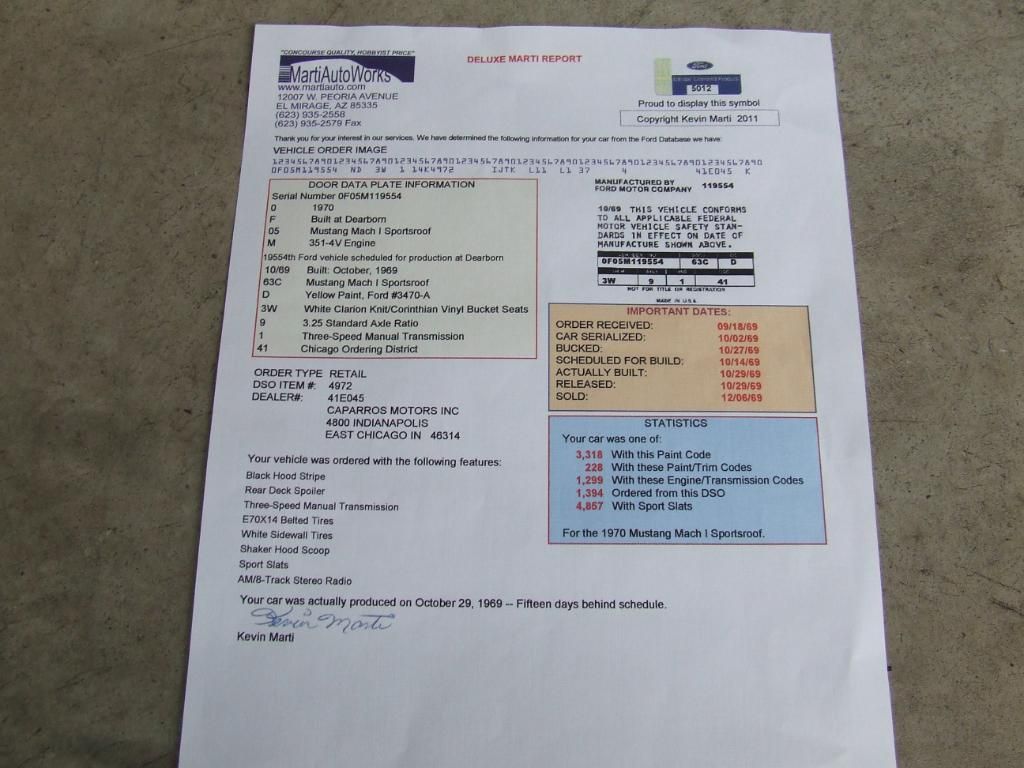 "CONCOURSE QUALITY, HOBBYIST PRICE"
MartiAutoWorks
www.martiauto.com
12007 W. PEORIA AVENUE
EL MIRAGE, AZ 85335
(623) 935-2558
(623) 935-2579 Fax
DELUXE MARTI REPORT
Ford
5012
Proud to display this symbol
Copyright Kevin Marti 2011
Thank you for your interest in our services. We have determined the following information for your car from the Ford Database we have:
VEHICLE ORDER IMAGE
12345678901234567890123456789012345678901234567890123456789012345678901234567890
0F05M119554 ND 3W 1 14K4972 IJTK L11 L1 37 4 41E045 K
DOOR DATA PLATE INFORMATION
Serial Number 0F05M119554
0 1970
F Built at Dearborn
05 Mustang Mach I Sportsroof
M 351-4V Engine
19554th Ford vehicle scheduled for production at Dearborn
10/69 Built: October, 1969
63C Mustang Mach I Sportsroof
D Yellow Paint, Ford #3470-A
3W White Clarion Knit/Corinthian Vinyl Bucket Seats
9 3.25 Standard Axle Ratio
1 Three-Speed Manual Transmission
41 Chicago Ordering District
MANUFACTURED BY
FORD MOTOR COMPANY 119554
10/69 THIS VEHICLE CONFORMS
TO ALL APPLICABLE FEDERAL
MOTOR VEHICLE SAFETY STAN-
DARDS IN EFFECT ON DATE OF
MANUFACTURE SHOWN ABOVE.
0F05M119554 63C D
3W 9 1 41
NOT FOR TITLE OR REGISTRATION
MADE IN U.S.A.
IMPORTANT DATES:
ORDER RECEIVED: 09/18/69
CAR SERIALIZED: 10/02/69
BUCKED: 10/27/69
SCHEDULED FOR BUILD: 10/14/69
ACTUALLY BUILT: 10/29/69
RELEASED: 10/29/69
SOLD: 12/06/69
ORDER TYPE RETAIL
DSO ITEM #: 4972
DEALER#: 41E045
CAPARROS MOTORS INC
4800 INDIANAPOLIS
EAST CHICAGO IN 46314
STATISTICS
Your car was one of:
3,318 With this Paint Code
228 With these Paint/Trim Codes
1,299 With these Engine/Transmission Codes
1,394 Ordered from this DSO
4,857 With Sport Slats
For the 1970 Mustang Mach I Sportsroof.
Your vehicle was ordered with the following features:
Black Hood Stripe
Rear Deck Spoiler
Three-Speed Manual Transmission
E70X14 Belted Tires
White Sidewall Tires
Shaker Hood Scoop
Sport Slats
AM/8-Track Stereo Radio
Your car was actually produced on October 29, 1969 -- Fifteen days behind schedule.
Kevin Marti
Kevin Marti